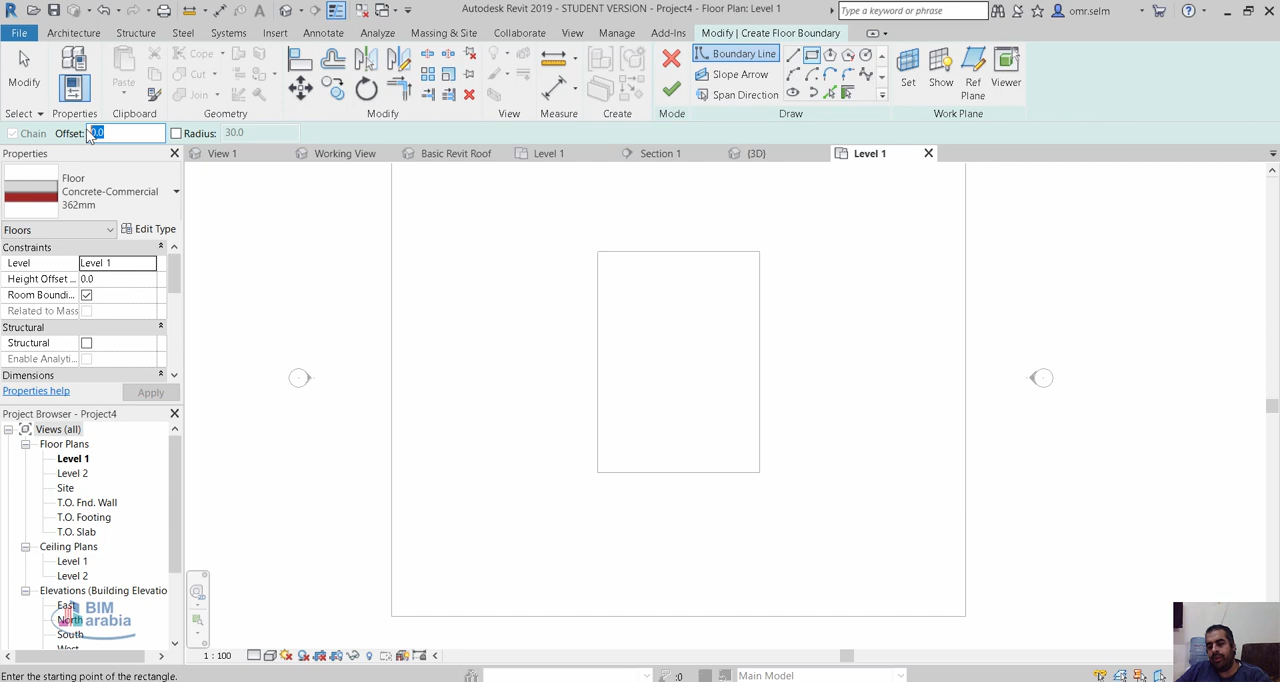 Autodesk Revit 2019 - STUDENT VERSION - Project4 - Floor Plan: Level 1
Type a keyword or phrase
omr.selm
File
Architecture
Structure
Steel
Systems
Insert
Annotate
Analyze
Massing & Site
Collaborate
View
Manage
Add-Ins
Modify | Create Floor Boundary
Modify
Paste
Cope
Cut
Join
Boundary Line
Slope Arrow
Span Direction
Set
Show
Ref
Plane
Viewer
Select
Properties
Clipboard
Geometry
Modify
View
Measure
Create
Mode
Draw
Work Plane
Chain
Offset: 0.0
Radius: 30.0
Properties
View 1
Working View
Basic Revit Roof
Level 1
Section 1
{3D}
Level 1
Floor
Concrete-Commercial
362mm
Floors
Edit Type
Constraints
Level
Level 1
Height Offset ...
0.0
Room Boundi...
Related to Mass
Structural
Structural
Enable Analyti...
Dimensions
Properties help
Apply
Project Browser - Project4
Views (all)
Floor Plans
Level 1
Level 2
Site
T.O. Fnd. Wall
T.O. Footing
T.O. Slab
Ceiling Plans
Level 1
Level 2
Elevations (Building Elevatio
East
North
South
West
BIM
arabia
1 : 100
Enter the starting point of the rectangle.
:0
Main Model